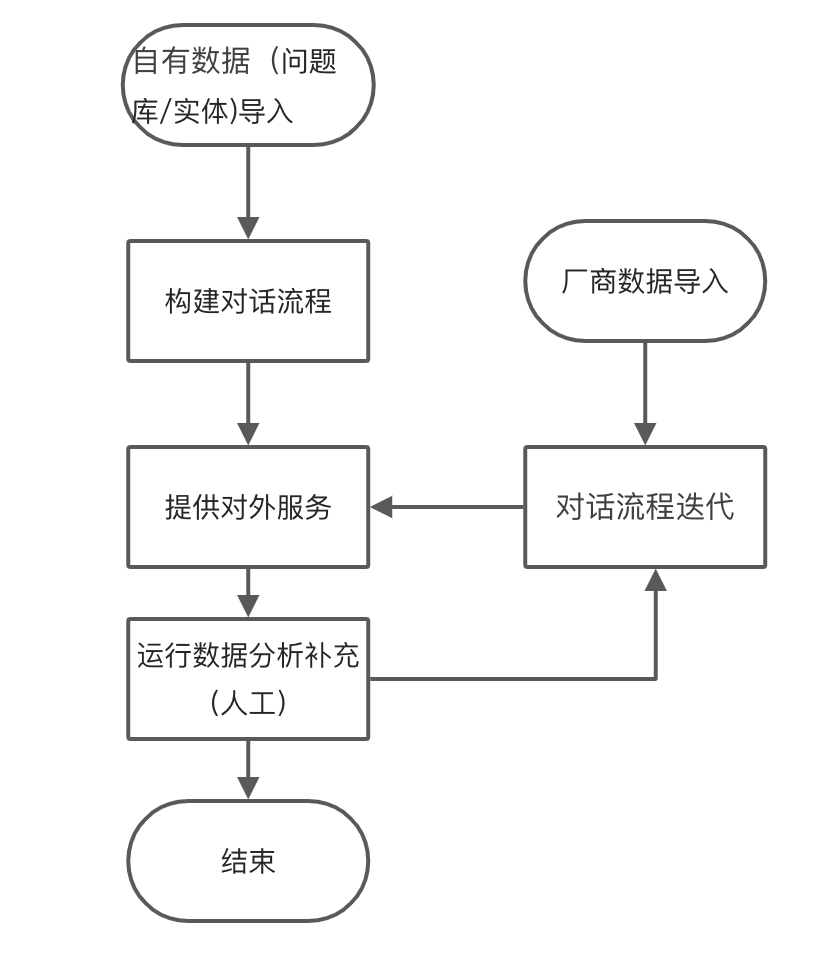 自有数据（问题
库/实体)导入
构建对话流程
厂商数据导入
提供对外服务
对话流程迭代
运行数据分析补充
(人工)
结束